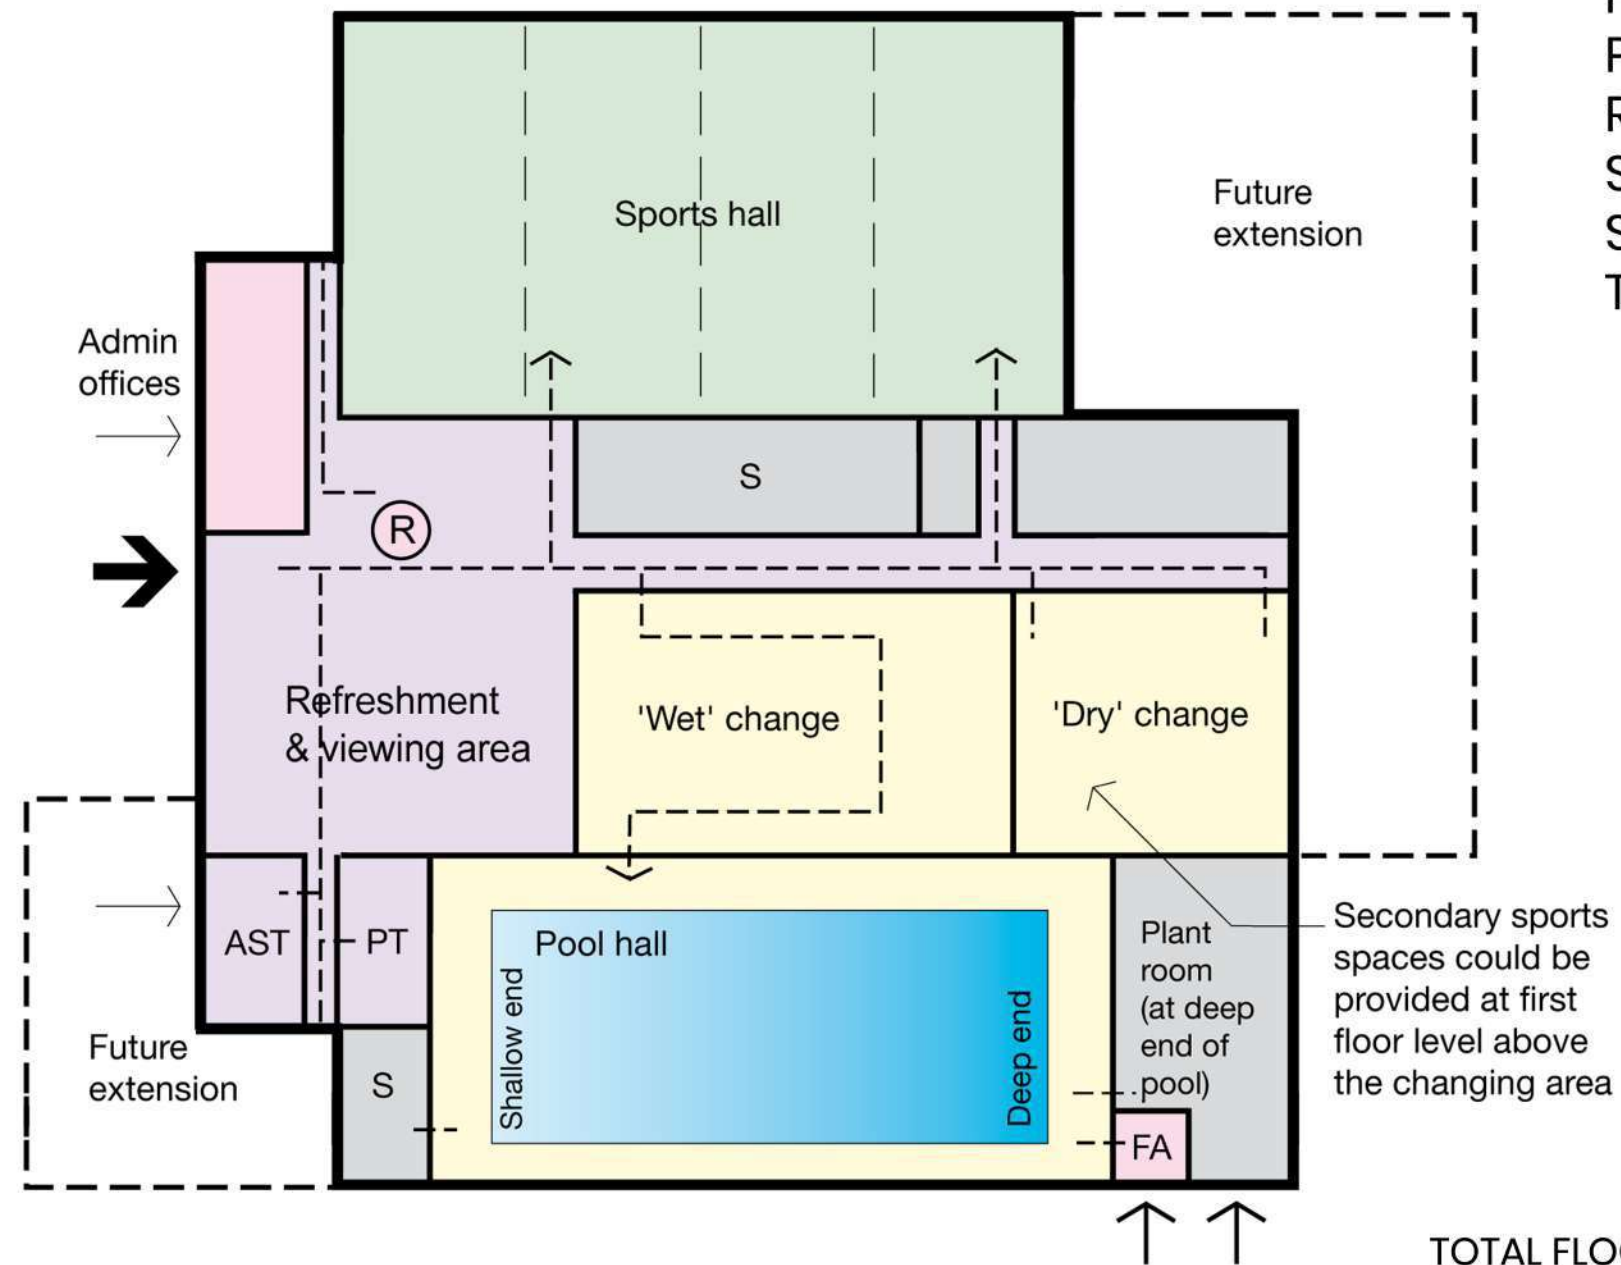 Sports hall
Future
extension
Admin
offices
S
R
Refreshment
& viewing area
'Wet' change
'Dry' change
AST
PT
Pool hall
Shallow end
Deep end
Plant
room
(at deep
end of
pool)
Secondary sports
spaces could be
provided at first
floor level above
the changing area
Future
extension
S
FA
P
R
S
S
T
TOTAL FLO